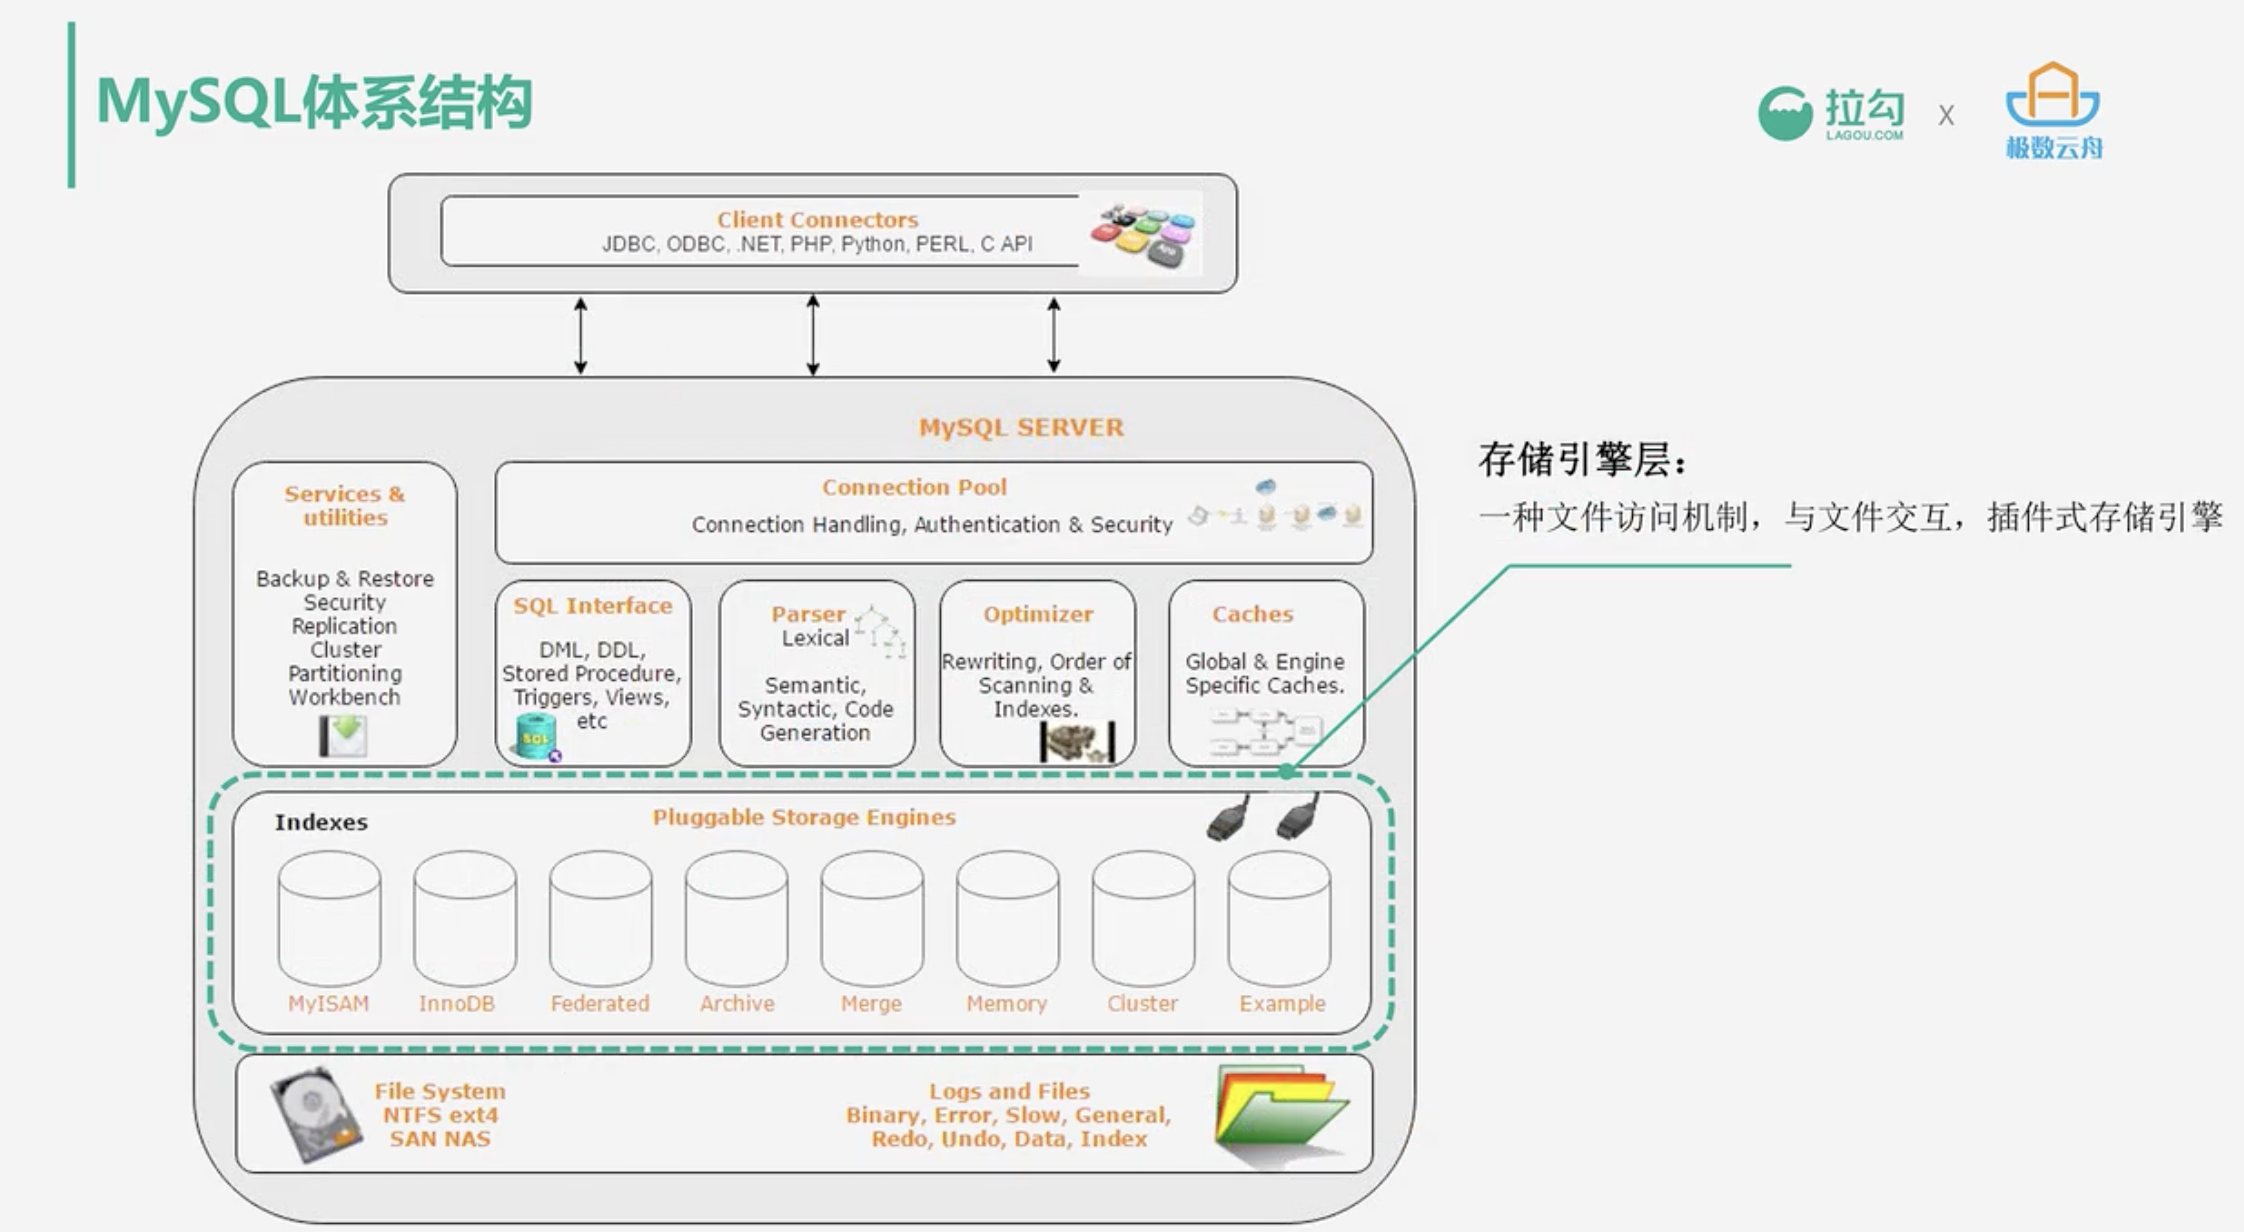 MySQL体系结构
拉勾
LAGOU.COM
X
极数云舟
Client Connectors
JDBC, ODBC, .NET, PHP, Python, PERL, C API
MySQL SERVER
Services &
utilities
Backup & Restore
Security
Replication
Cluster
Partitioning
Workbench
Connection Pool
Connection Handling, Authentication & Security
SQL Interface
DML, DDL,
Stored Procedure,
Triggers, Views,
etc
SQL
Parser
Lexical
Semantic,
Syntactic, Code
Generation
Optimizer
Rewriting, Order of
Scanning &
Indexes.
Caches
Global & Engine
Specific Caches.
存储引擎层：
一种文件访问机制，与文件交互，插件式存储引擎
Indexes
Pluggable Storage Engines
MyISAM
InnoDB
Federated
Archive
Merge
Memory
Cluster
Example
File System
NTFS ext4
SAN NAS
Logs and Files
Binary, Error, Slow, General,
Redo, Undo, Data, Index